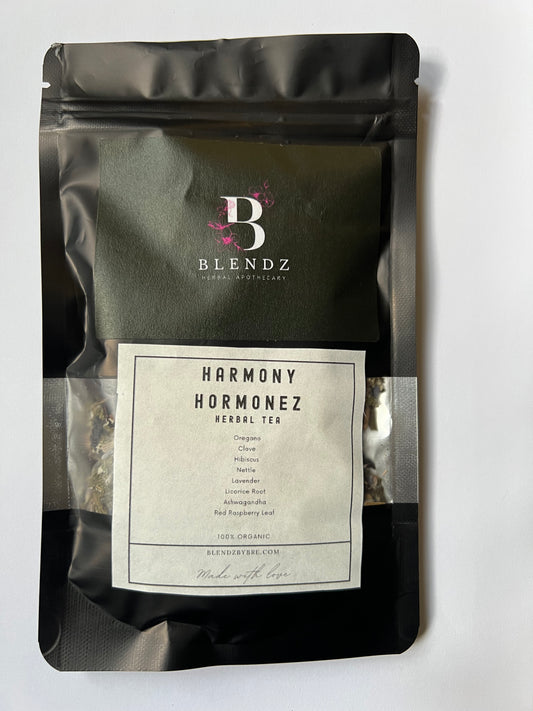 B
BLENDZ
HERBAL APOTHECARY
HARMONY
HORMONEZ
HERBAL TEA
Oregano
Clove
Hibiscus
Nettle
Lavender
Licorice Root
Ashwagandha
Red Raspberry Leaf
100% ORGANIC
BLENDZBYBRE.COM
Made with love